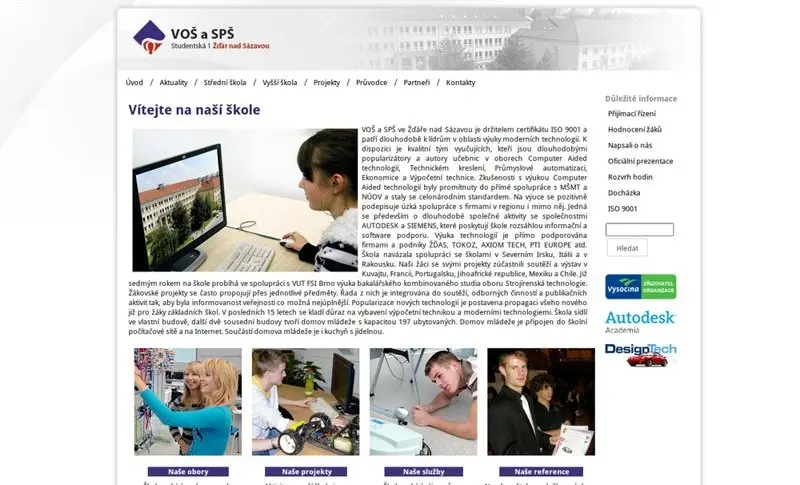 VOŠ a SPŠ
Studentská 1 Žďár nad Sázavou
Úvod / Aktuality / Střední škola / Vyšší škola / Projekty / Průvodce / Partneři / Kontakty
Vítejte na naší škole
VOŠ a SPŠ ve Žďáře nad Sázavou je držitelem certifikátu ISO 9001 a
patří dlouhodobě k lídrům v oblasti výuky moderních technologií. K
dispozici je kvalitní tým vyučujících, kteří jsou dlouhodobými
popularizátory a autory učebnic v oborech Computer Aided
technologií, Technickém kreslení, Průmyslové automatizaci,
Ekonomice a Výpočetní technice. Zkušenosti s výukou Computer
Aided technologií byly promítnuty do přímé spolupráce s MŠMT a
NÚOV a staly se celonárodním standardem. Na výuce se pozitivně
podepisuje úzká spolupráce s firmami v regionu i mimo něj. Jedná
se především o dlouhodobé společné aktivity se společnostmi
AUTODESK a SIEMENS, které poskytují škole rozsáhlou informační a
software podporu. Výuka technologií je přímo podporována
firmami a podniky ŽĎAS, TOKOZ, AXIOM TECH, PTI EUROPE atd.
Škola navázala spolupráci se školami v Severním Irsku, Itálii a v
Rakousku. Naši žáci se svými projekty zúčastnili soutěží a výstav v
Kuvajtu, Francii, Portugalsku, Jihoafrické republice, Mexiku a Chile. Již
sedmým rokem na škole probíhá ve spolupráci s VUT FSI Brno výuka bakalářského kombinovaného studia oboru Strojírenská technologie.
Žákovské projekty se často propojují přes jednotlivé předměty. Řada z nich je integrována do soutěží, odborných činností a publikačních
aktivit tak, aby byla informovanost veřejnosti co možná nejúplnější. Popularizace nových technologií je postavena propagací všeho nového
již pro žáky základních škol. V posledních 15 letech se kladl důraz na vybavení výpočetní technikou a moderními technologiemi. Škola sídlí
ve vlastní budově, další dvě sousední budovy tvoří domov mládeže s kapacitou 197 ubytovaných. Domov mládeže je připojen do školní
počítačové sítě a na Internet. Součástí domova mládeže je i kuchyň s jídelnou.
Naše obory
Naše projekty
Naše služby
Naše reference
Důležité informace
Přijímací řízení
Hodnocení žáků
Napsali o nás
Oficiální prezentace
Rozvrh hodin
Docházka
ISO 9001
Hledat
Vysočina
ZŘIZOVATEL
ORGANIZACE
Autodesk
Academia
DesignTech